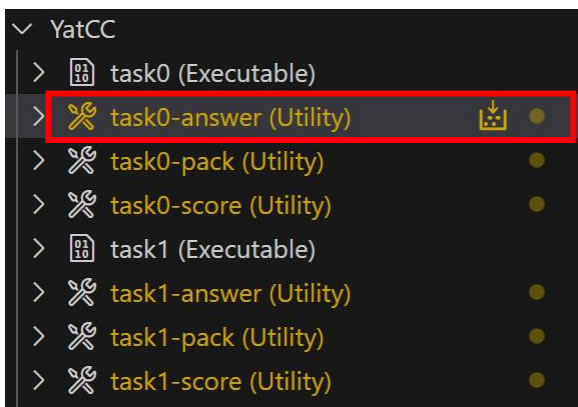 YatCC
task0 (Executable)
task0-answer (Utility)
task0-pack (Utility)
task0-score (Utility)
task1 (Executable)
task1-answer (Utility)
task1-pack (Utility)
task1-score (Utility)